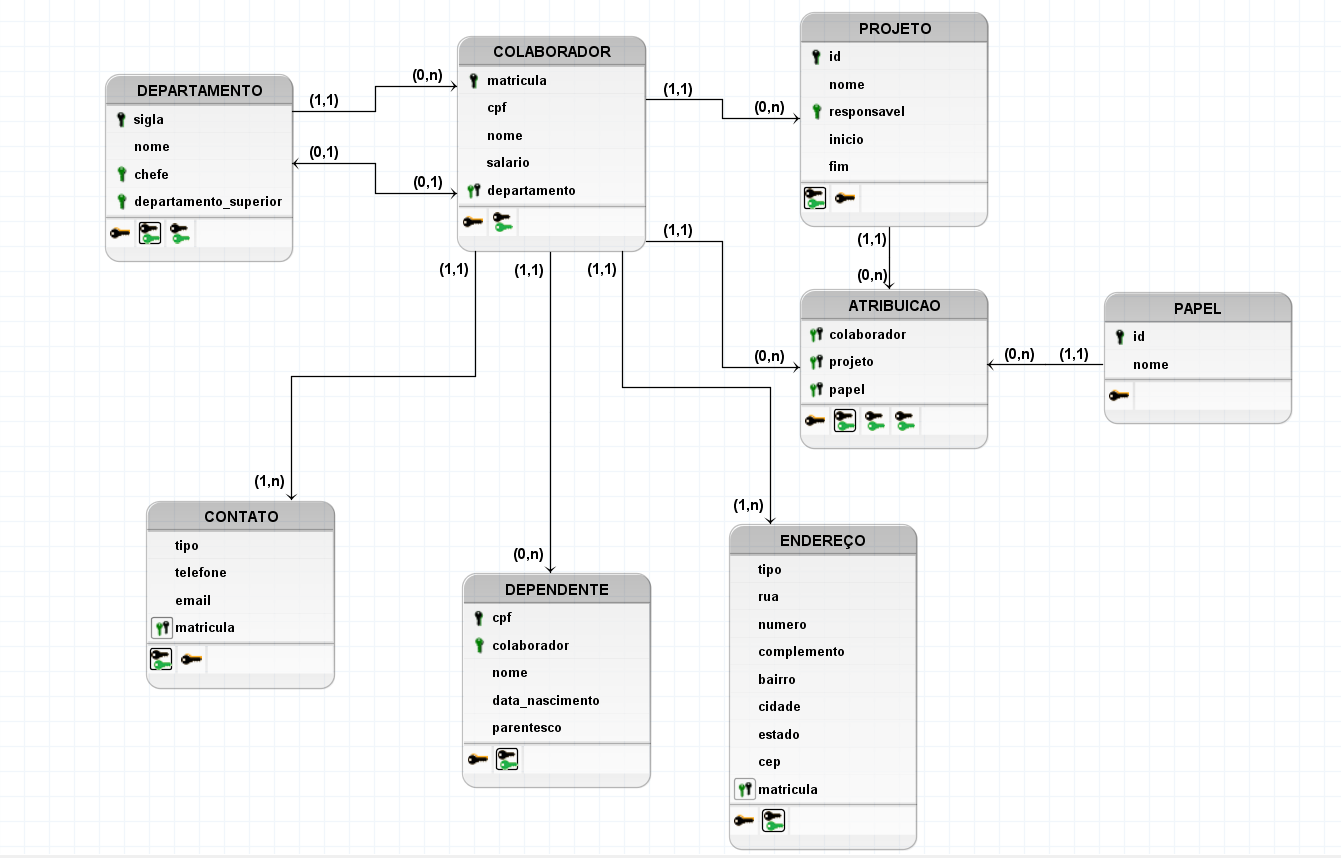 DEPARTAMENTO
sigla
nome
chefe
departamento_superior
(1,1)
(0,n)
(0,1)
(0,1)
COLABORADOR
matricula
cpf
nome
salario
departamento
(1,1)
(0,n)
PROJETO
id
nome
responsavel
inicio
fim
(1,1)
(0,n)
(1,1)
(0,n)
ATRIBUICAO
colaborador
projeto
papel
(0,n)
(1,1)
PAPEL
id
nome
(1,1)
(1,1)
(1,1)
(1,n)
CONTATO
tipo
telefone
email
matricula
(0,n)
DEPENDENTE
cpf
colaborador
nome
data_nascimento
parentesco
(1,n)
ENDEREÇO
tipo
rua
numero
complemento
bairro
cidade
estado
cep
matricula